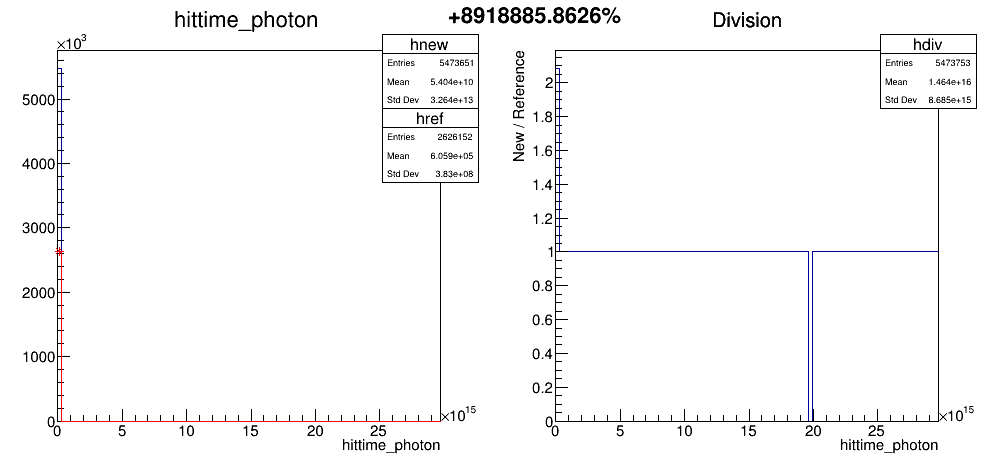 +8918885.8626%
hittime_photon
×10³
hnew
Entries 5473651
Mean 5.404e+10
Std Dev 3.264e+13
href
Entries 2626152
Mean 6.059e+05
Std Dev 3.83e+08
5000
4000
3000
2000
1000
0
0 5 10 15 20 25
×10¹⁵
hittime_photon
Division
hdiv
Entries 5473753
Mean 1.464e+16
Std Dev 8.685e+15
New / Reference
2
1.8
1.6
1.4
1.2
1
0.8
0.6
0.4
0.2
0
0 5 10 15 20 25
×10¹⁵
hittime_photon